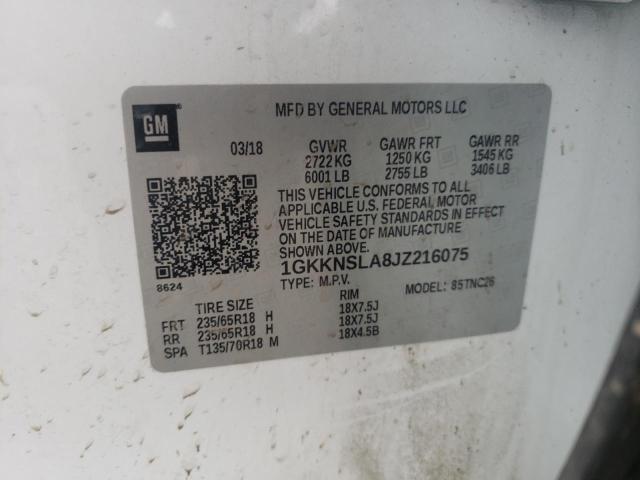 MFD BY GENERAL MOTORS LLC
GM
03/18 GVWR GAWR FRT GAWR RR
2722 KG 1250 KG 1545 KG
6001 LB 2755 LB 3406 LB
THIS VEHICLE CONFORMS TO ALL
APPLICABLE U.S. FEDERAL MOTOR
VEHICLE SAFETY STANDARDS IN EFFECT
ON THE DATE OF MANUFACTURE
SHOWN ABOVE.
1GKKNSLA8JZ216075
8624
TYPE: M.P.V. MODEL: 85TNC26
TIRE SIZE RIM
FRT 235/65R18 H 18X7.5J
RR 235/65R18 H 18X7.5J
SPA T135/70R18 M 18X4.5B